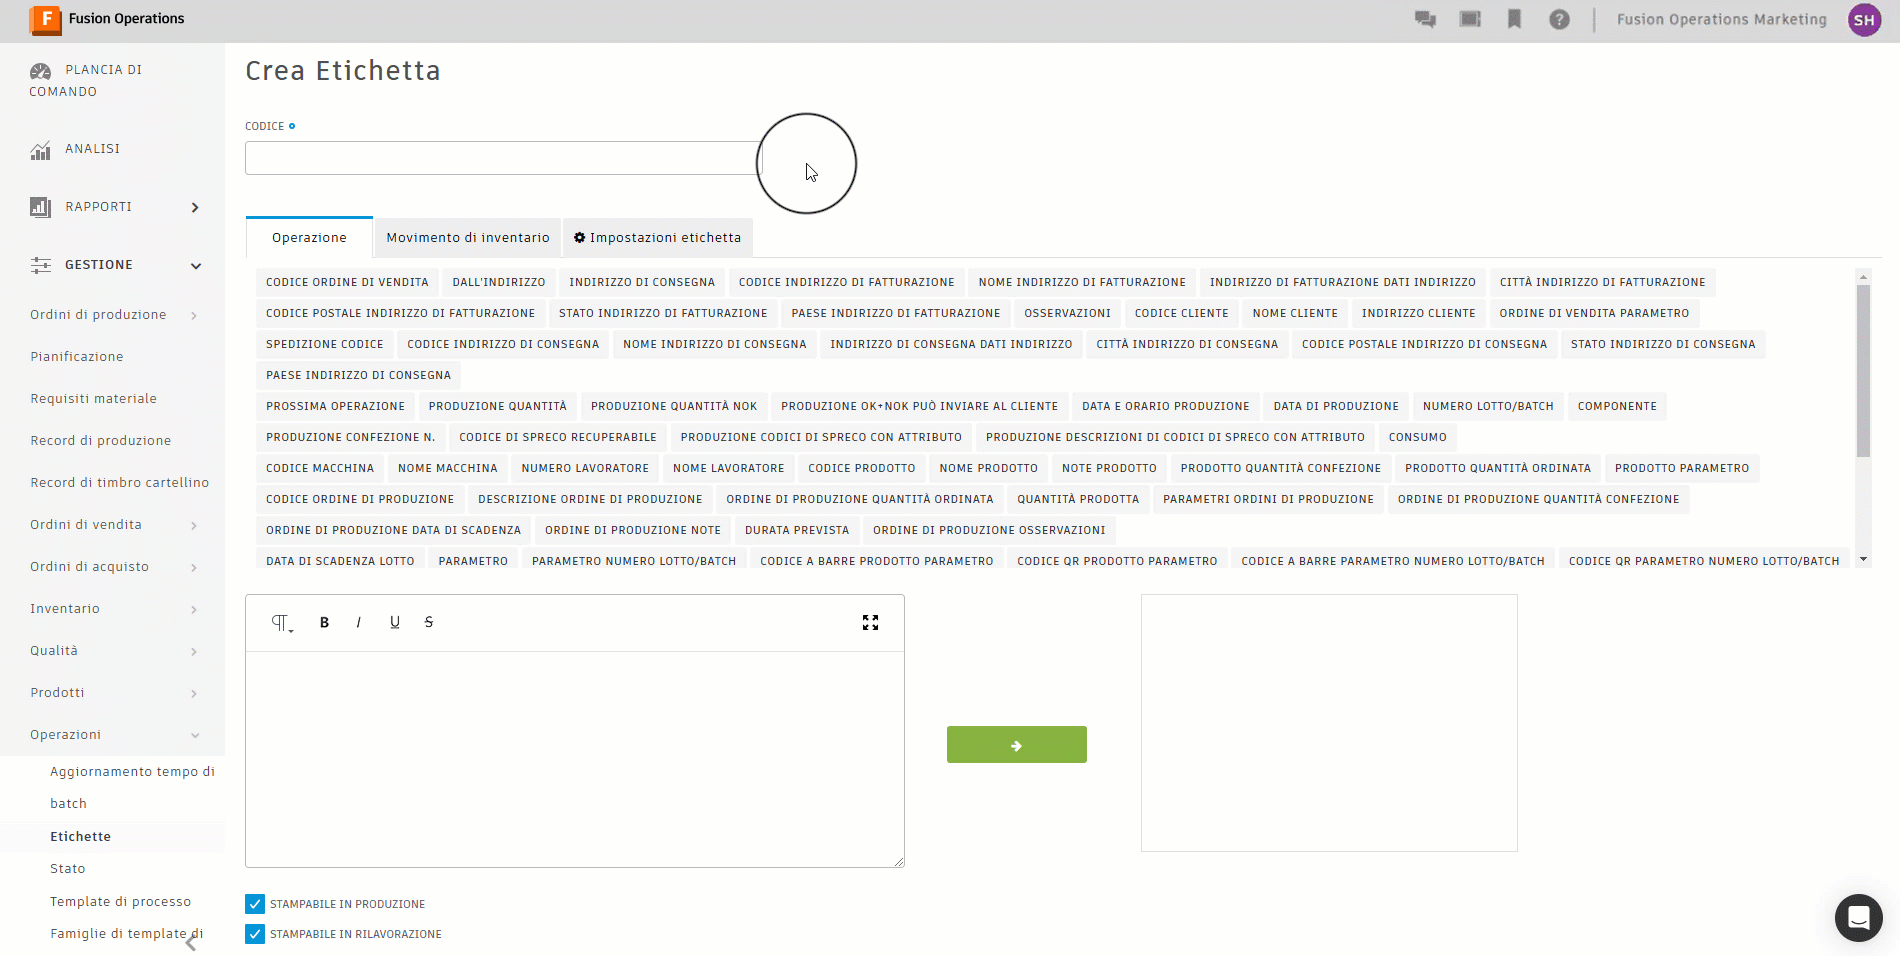 F Fusion Operations
Fusion Operations Marketing
SH
PLANCIA DI
COMANDO
ANALISI
RAPPORTI
GESTIONE
Ordini di produzione
Pianificazione
Requisiti materiale
Record di produzione
Record di timbro cartellino
Ordini di vendita
Ordini di acquisto
Inventario
Qualità
Prodotti
Operazioni
Aggiornamento tempo di
batch
Etichette
Stato
Template di processo
Famiglie di template di
Crea Etichetta
CODICE
Operazione Movimento di inventario Impostazioni etichetta
CODICE ORDINE DI VENDITA DALL'INDIRIZZO INDIRIZZO DI CONSEGNA CODICE INDIRIZZO DI FATTURAZIONE NOME INDIRIZZO DI FATTURAZIONE INDIRIZZO DI FATTURAZIONE DATI INDIRIZZO CITTÀ INDIRIZZO DI FATTURAZIONE
CODICE POSTALE INDIRIZZO DI FATTURAZIONE STATO INDIRIZZO DI FATTURAZIONE PAESE INDIRIZZO DI FATTURAZIONE OSSERVAZIONI CODICE CLIENTE NOME CLIENTE INDIRIZZO CLIENTE ORDINE DI VENDITA PARAMETRO
SPEDIZIONE CODICE CODICE INDIRIZZO DI CONSEGNA NOME INDIRIZZO DI CONSEGNA INDIRIZZO DI CONSEGNA DATI INDIRIZZO CITTÀ INDIRIZZO DI CONSEGNA CODICE POSTALE INDIRIZZO DI CONSEGNA STATO INDIRIZZO DI CONSEGNA
PAESE INDIRIZZO DI CONSEGNA
PROSSIMA OPERAZIONE PRODUZIONE QUANTITÀ PRODUZIONE QUANTITÀ NOK PRODUZIONE OK+NOK PUÒ INVIARE AL CLIENTE DATA E ORARIO PRODUZIONE DATA DI PRODUZIONE NUMERO LOTTO/BATCH COMPONENTE
PRODUZIONE CONFEZIONE N. CODICE DI SPRECO RECUPERABILE PRODUZIONE CODICI DI SPRECO CON ATTRIBUTO PRODUZIONE DESCRIZIONI DI CODICI DI SPRECO CON ATTRIBUTO CONSUMO
CODICE MACCHINA NOME MACCHINA NUMERO LAVORATORE NOME LAVORATORE CODICE PRODOTTO NOME PRODOTTO NOTE PRODOTTO PRODOTTO QUANTITÀ CONFEZIONE PRODOTTO QUANTITÀ ORDINATA PRODOTTO PARAMETRO
CODICE ORDINE DI PRODUZIONE DESCRIZIONE ORDINE DI PRODUZIONE ORDINE DI PRODUZIONE QUANTITÀ ORDINATA QUANTITÀ PRODOTTA PARAMETRI ORDINI DI PRODUZIONE ORDINE DI PRODUZIONE QUANTITÀ CONFEZIONE
ORDINE DI PRODUZIONE DATA DI SCADENZA ORDINE DI PRODUZIONE NOTE DURATA PREVISTA ORDINE DI PRODUZIONE OSSERVAZIONI
DATA DI SCADENZA LOTTO PARAMETRO PARAMETRO NUMERO LOTTO/BATCH CODICE A BARRE PRODOTTO PARAMETRO CODICE QR PRODOTTO PARAMETRO CODICE A BARRE PARAMETRO NUMERO LOTTO/BATCH CODICE QR PARAMETRO NUMERO LOTTO/BATCH
B I U S
STAMPABILE IN PRODUZIONE
STAMPABILE IN RILAVORAZIONE